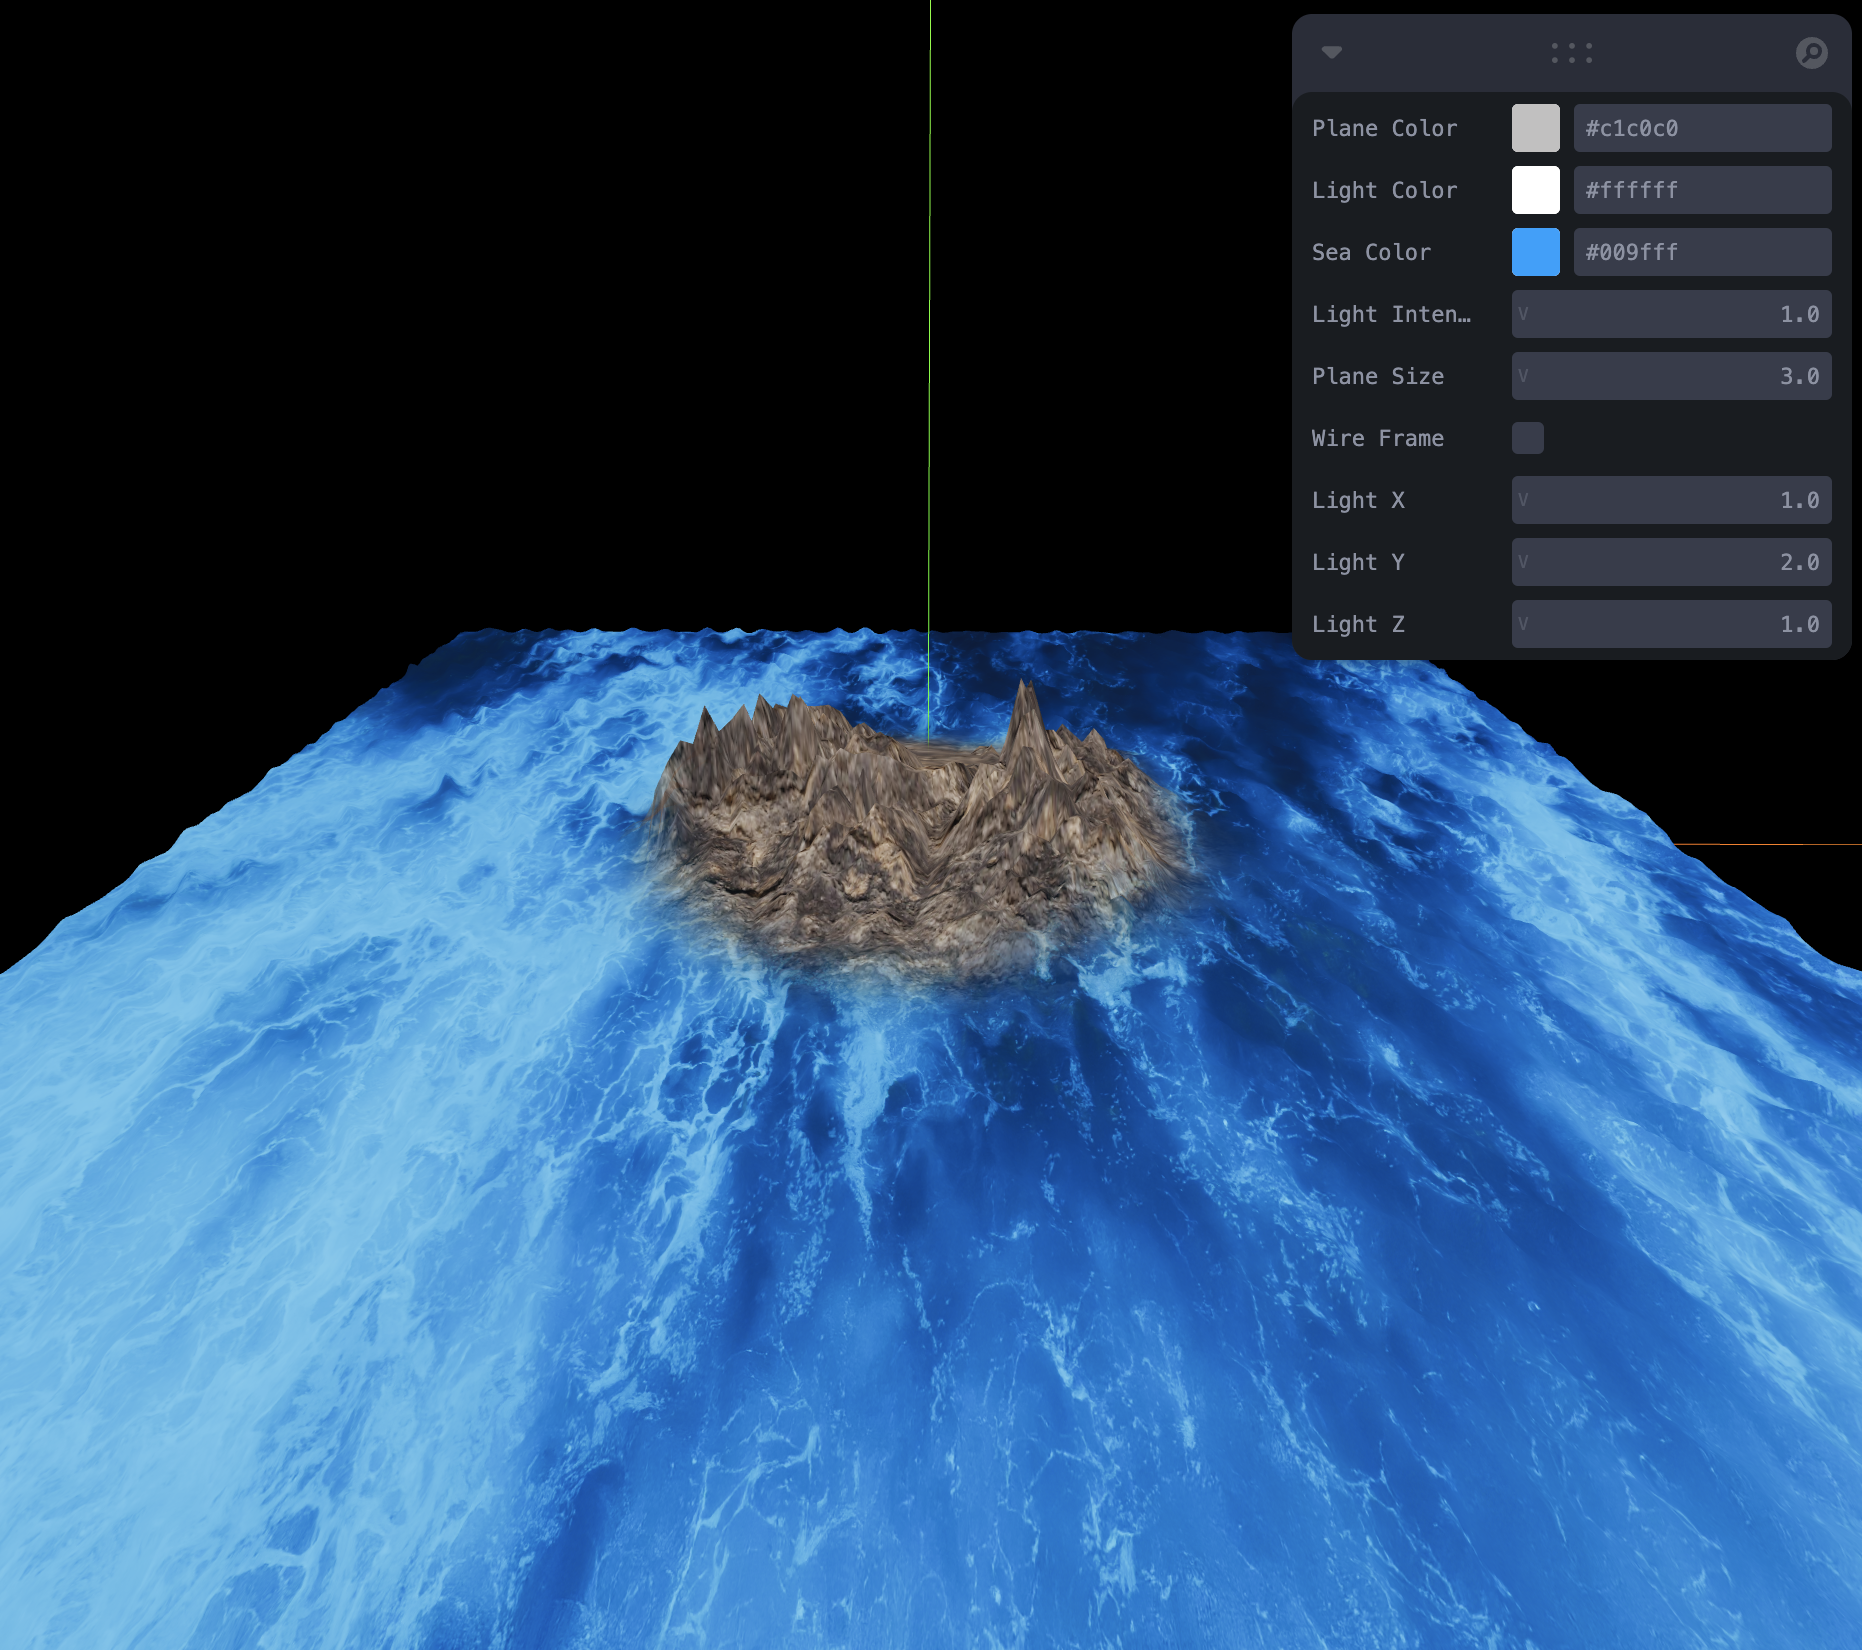 Plane Color #c1c0c0
Light Color #ffffff
Sea Color #009fff
Light Inten… V 1.0
Plane Size V 3.0
Wire Frame
Light X V 1.0
Light Y V 2.0
Light Z V 1.0